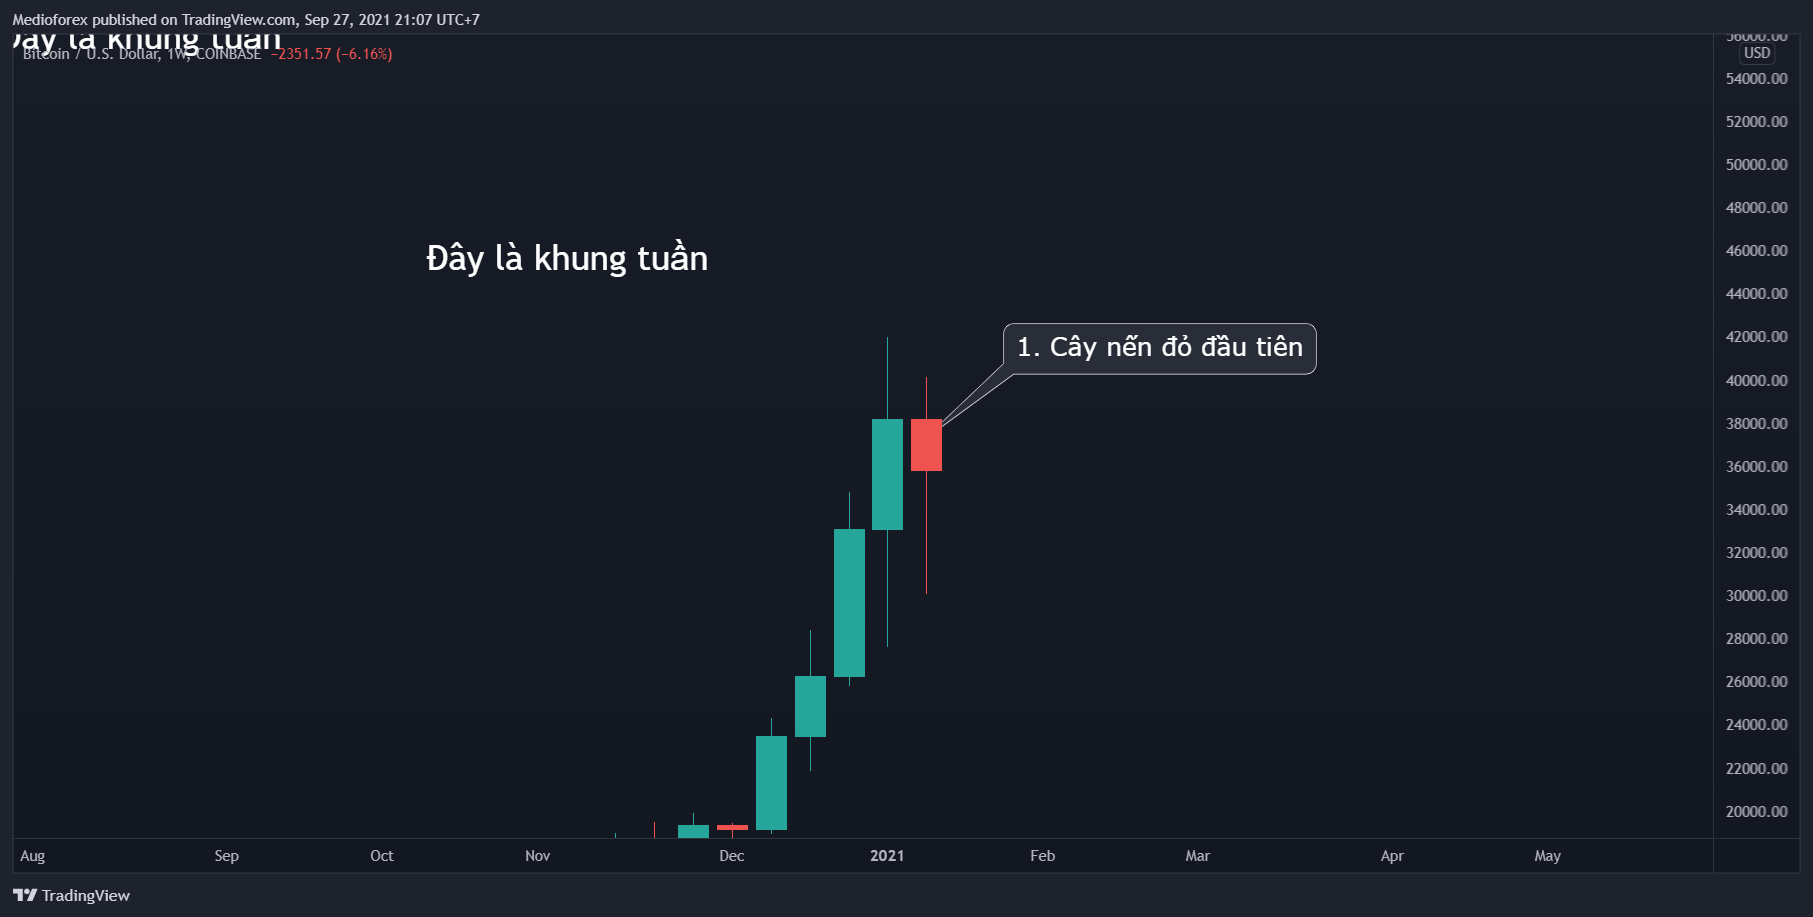 Medioforex published on TradingView.com, Sep 27, 2021 21:07 UTC+7
Đây là khung tuần
Bitcoin / U.S. Dollar, 1W, COINBASE −2351.57 (−6.16%)
56000.00
USD
54000.00
52000.00
50000.00
48000.00
46000.00
Đây là khung tuần
44000.00
42000.00
1. Cây nến đỏ đầu tiên
40000.00
38000.00
36000.00
34000.00
32000.00
30000.00
28000.00
26000.00
24000.00
22000.00
20000.00
Aug Sep Oct Nov Dec 2021 Feb Mar Apr May
TradingView